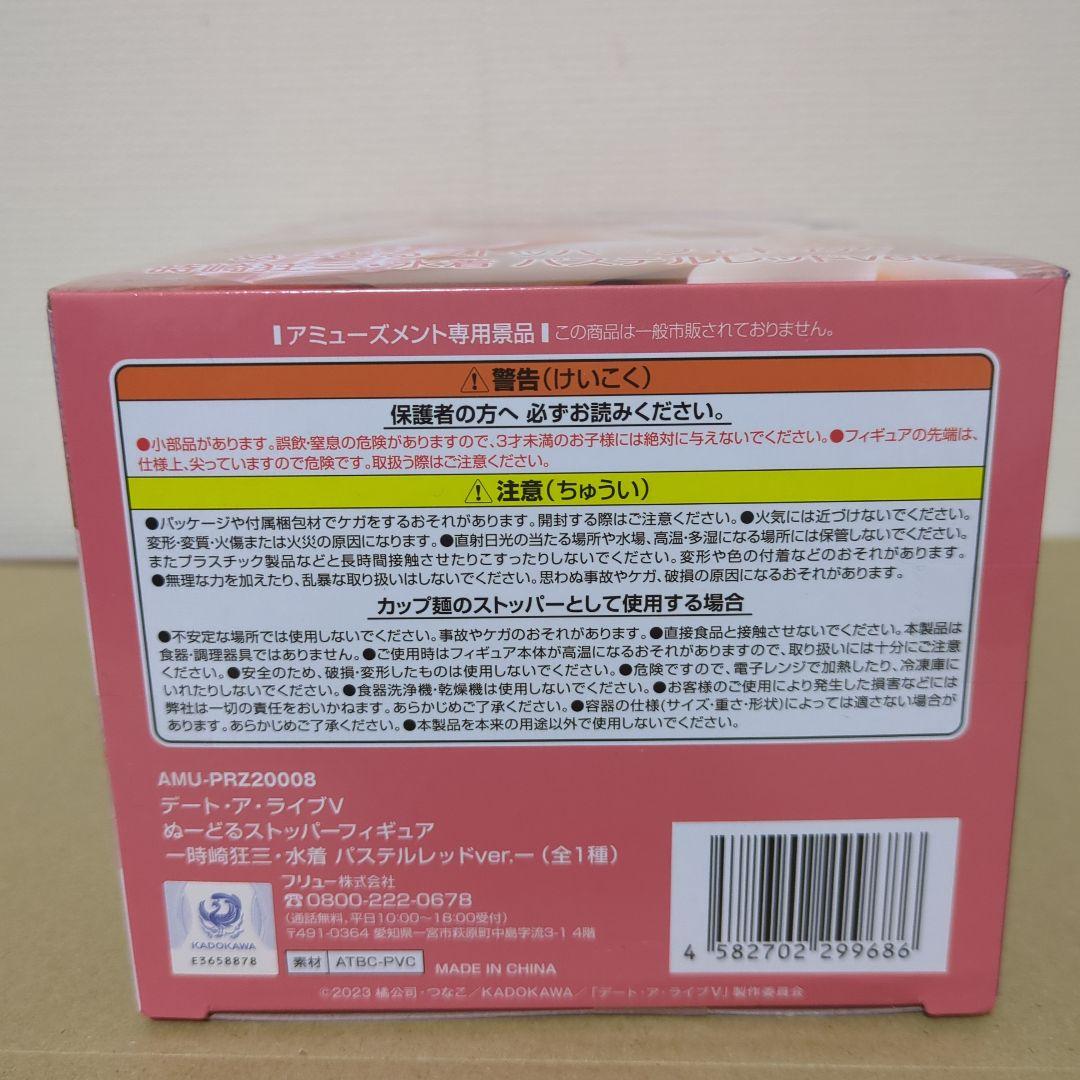 時崎狂三・水着 パステルレッドver.
アミューズメント専用景品 この商品は一般市販されておりません。
警告(けいこく)
保護者の方へ 必ずお読みください。
●小部品があります。誤飲・窒息の危険がありますので、3才未満のお子様には絶対に与えないでください。●フィギュアの先端は、
仕様上、尖っていますので危険です。取扱う際はご注意ください。
注意(ちゅうい)
●パッケージや付属梱包材でケガをするおそれがあります。開封する際はご注意ください。●火気には近づけないでください。
変形・変質・火傷または火災の原因になります。●直射日光の当たる場所や水場、高温・多湿になる場所には保管しないでください。
またプラスチック製品などと長時間接触させたりこすったりしないでください。変形や色の付着などのおそれがあります。
●無理な力を加えたり、乱暴な取り扱いはしないでください。思わぬ事故やケガ、破損の原因になるおそれがあります。
カップ麺のストッパーとして使用する場合
●不安定な場所では使用しないでください。事故やケガのおそれがあります。●直接食品と接触させないでください。本製品は
食器・調理器具ではありません。●ご使用時はフィギュア本体が高温になるおそれがありますので、取り扱いには十分にご注意
ください。●安全のため、破損・変形したものは使用しないでください。●危険ですので、電子レンジで加熱したり、冷凍庫に
いれたりしないでください。●食器洗浄機・乾燥機は使用しないでください。●お客様のご使用により発生した損害などには
弊社は一切の責任をおいかねます。あらかじめご了承ください。●容器の仕様(サイズ・重さ・形状)によっては適さない場合が
あります。あらかじめご了承ください。●本製品を本来の用途以外で使用しないでください。
AMU-PRZ20008
デート・ア・ライブV
ぬーどるストッパーフィギュア
ー時崎狂三・水着 パステルレッドver.ー(全1種)
フリュー株式会社
☎0800-222-0678
(通話無料,平日10:00〜18:00受付)
〒491-0364 愛知県一宮市萩原町中島字流3-1 4階
KADOKAWA
E3658878
素材 ATBC-PVC MADE IN CHINA
4 582702 299686
©2023 橘公司・つなこ/KADOKAWA/「デート・ア・ライブV」製作委員会